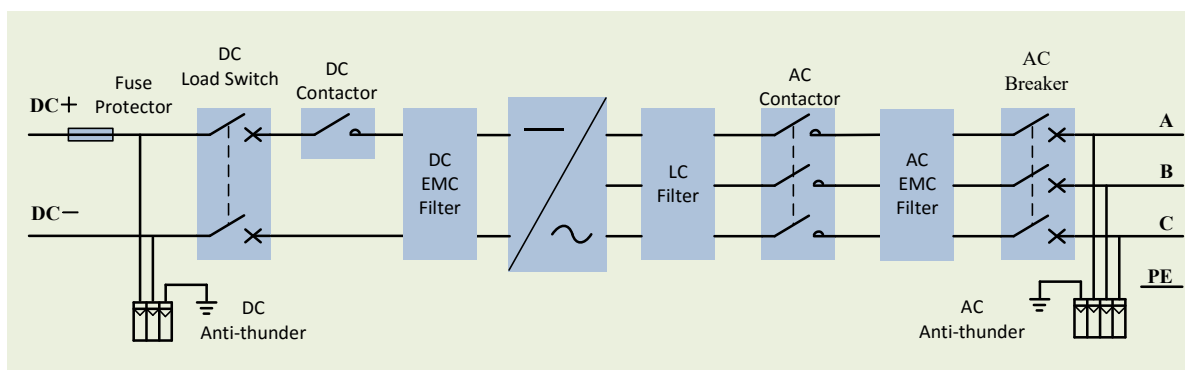 DC
Load Switch
Fuse
Protector
DC
Contactor
AC
Contactor
AC
Breaker
DC+
A
DC
EMC
Filter
LC
Filter
AC
EMC
Filter
B
DC−
C
PE
DC
Anti-thunder
AC
Anti-thunder